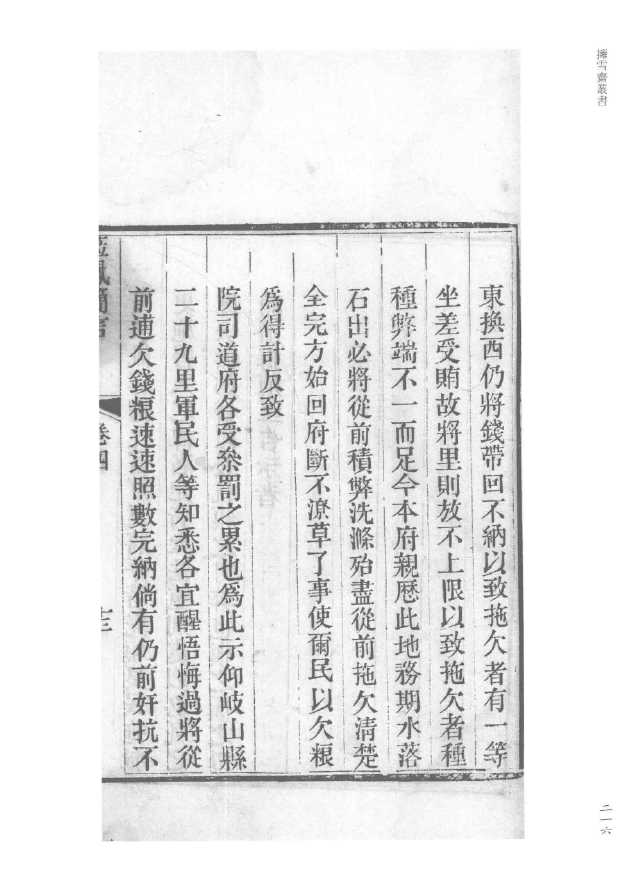 擁雪齋叢書
東換西仍將錢帶回不納以致拖欠者有一等
坐差受賄故將里則放不上限以致拖欠者種
種弊端不一而足今本府親歷此地務期水落
石出必將從前積弊洗滌殆盡從前拖欠清楚
全完方始回府斷不潦草了事使爾民以欠粮
為得計反致
院司道府各受叅罰之累也為此示仰岐山縣
二十九里軍民人等知悉各宜醒悟悔過將從
前逋欠錢粮速速照數完納倘有仍前奸抗不
卷四
二一六